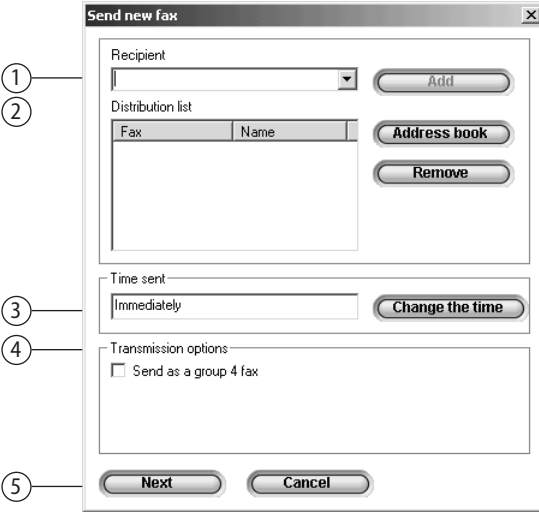 Send new fax
Recipient
1
Add
2
Distribution list
Fax Name
Address book
Remove
Time sent
3
Immediately
Change the time
4
Transmission options
Send as a group 4 fax
5
Next Cancel